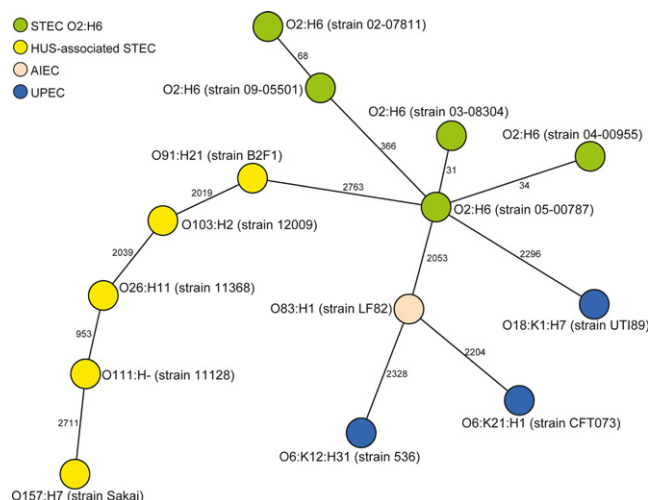 STEC O2:H6
HUS-associated STEC
AIEC
UPEC
O2:H6 (strain 02-07811)
68
O2:H6 (strain 09-05501)
O2:H6 (strain 03-08304)
O2:H6 (strain 04-00955)
366
31
34
O91:H21 (strain B2F1)
2019
2763
O2:H6 (strain 05-00787)
O103:H2 (strain 12009)
2039
2053
2296
O26:H11 (strain 11368)
O83:H1 (strain LF82)
O18:K1:H7 (strain UTI89)
953
2328
2204
O111:H- (strain 11128)
2711
O6:K21:H1 (strain CFT073)
O6:K12:H31 (strain 536)
O157:H7 (strain Sakai)